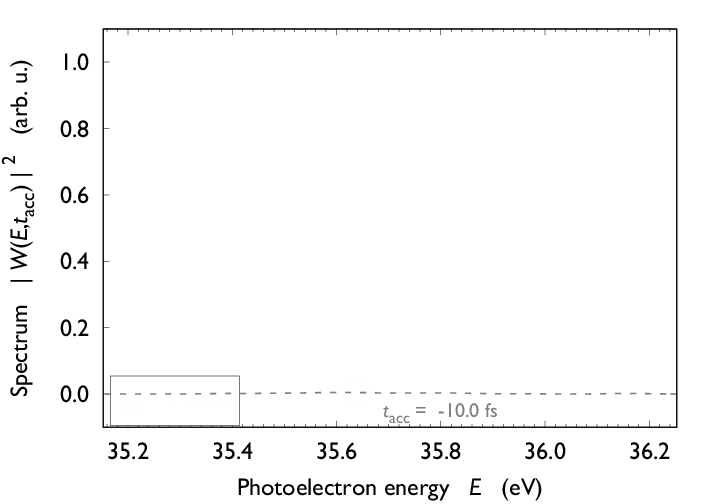 1.0
0.8
0.6
0.4
0.2
0.0
Spectrum | W(E,tacc) | 2 (arb. u.)
tacc = -10.0 fs
35.2 35.4 35.6 35.8 36.0 36.2
Photoelectron energy E (eV)